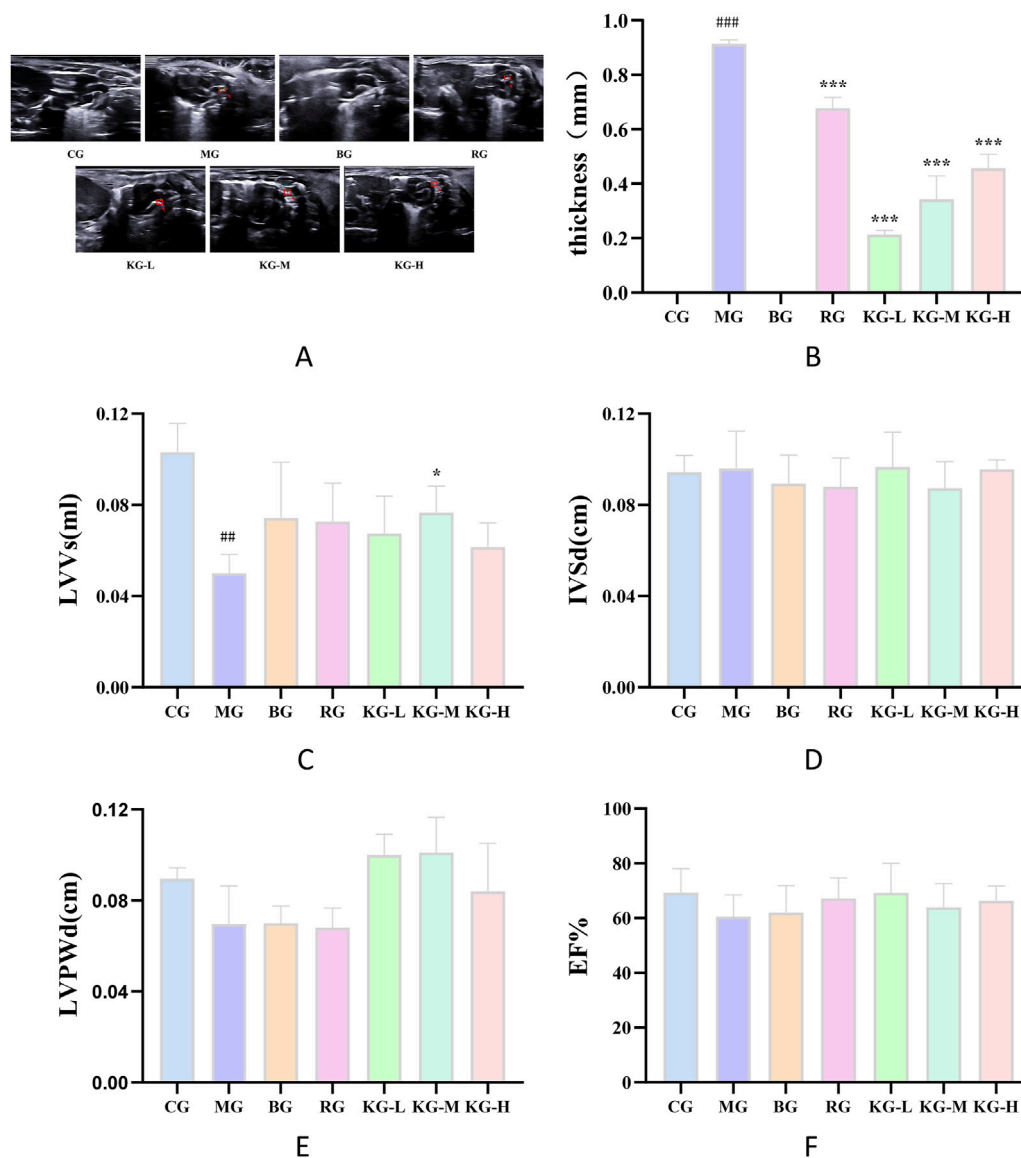 CG MG BG RG
KG-L KG-M KG-H
A
###
***
***
***
***
thickness（mm）
1.0
0.8
0.6
0.4
0.2
0.0
CG MG BG RG KG-L KG-M KG-H
B
##
*
LVVs(ml)
0.12
0.08
0.04
0.00
CG MG BG RG KG-L KG-M KG-H
C
IVSd(cm)
0.12
0.08
0.04
0.00
CG MG BG RG KG-L KG-M KG-H
D
LVPWd(cm)
0.12
0.08
0.04
0.00
CG MG BG RG KG-L KG-M KG-H
E
EF%
100
80
60
40
20
0
CG MG BG RG KG-L KG-M KG-H
F